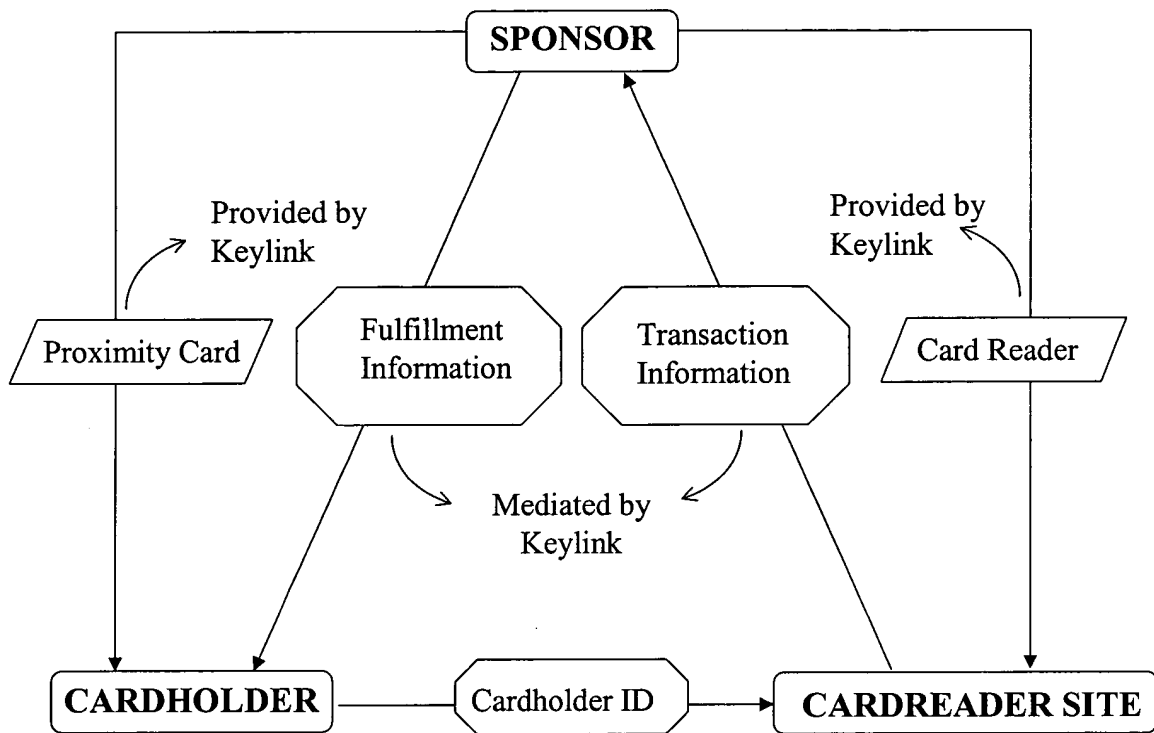 SPONSOR
Provided by
Keylink
Provided by
Keylink
Proximity Card
Fulfillment
Information
Transaction
Information
Card Reader
Mediated by
Keylink
CARDHOLDER
Cardholder ID
CARDREADER SITE